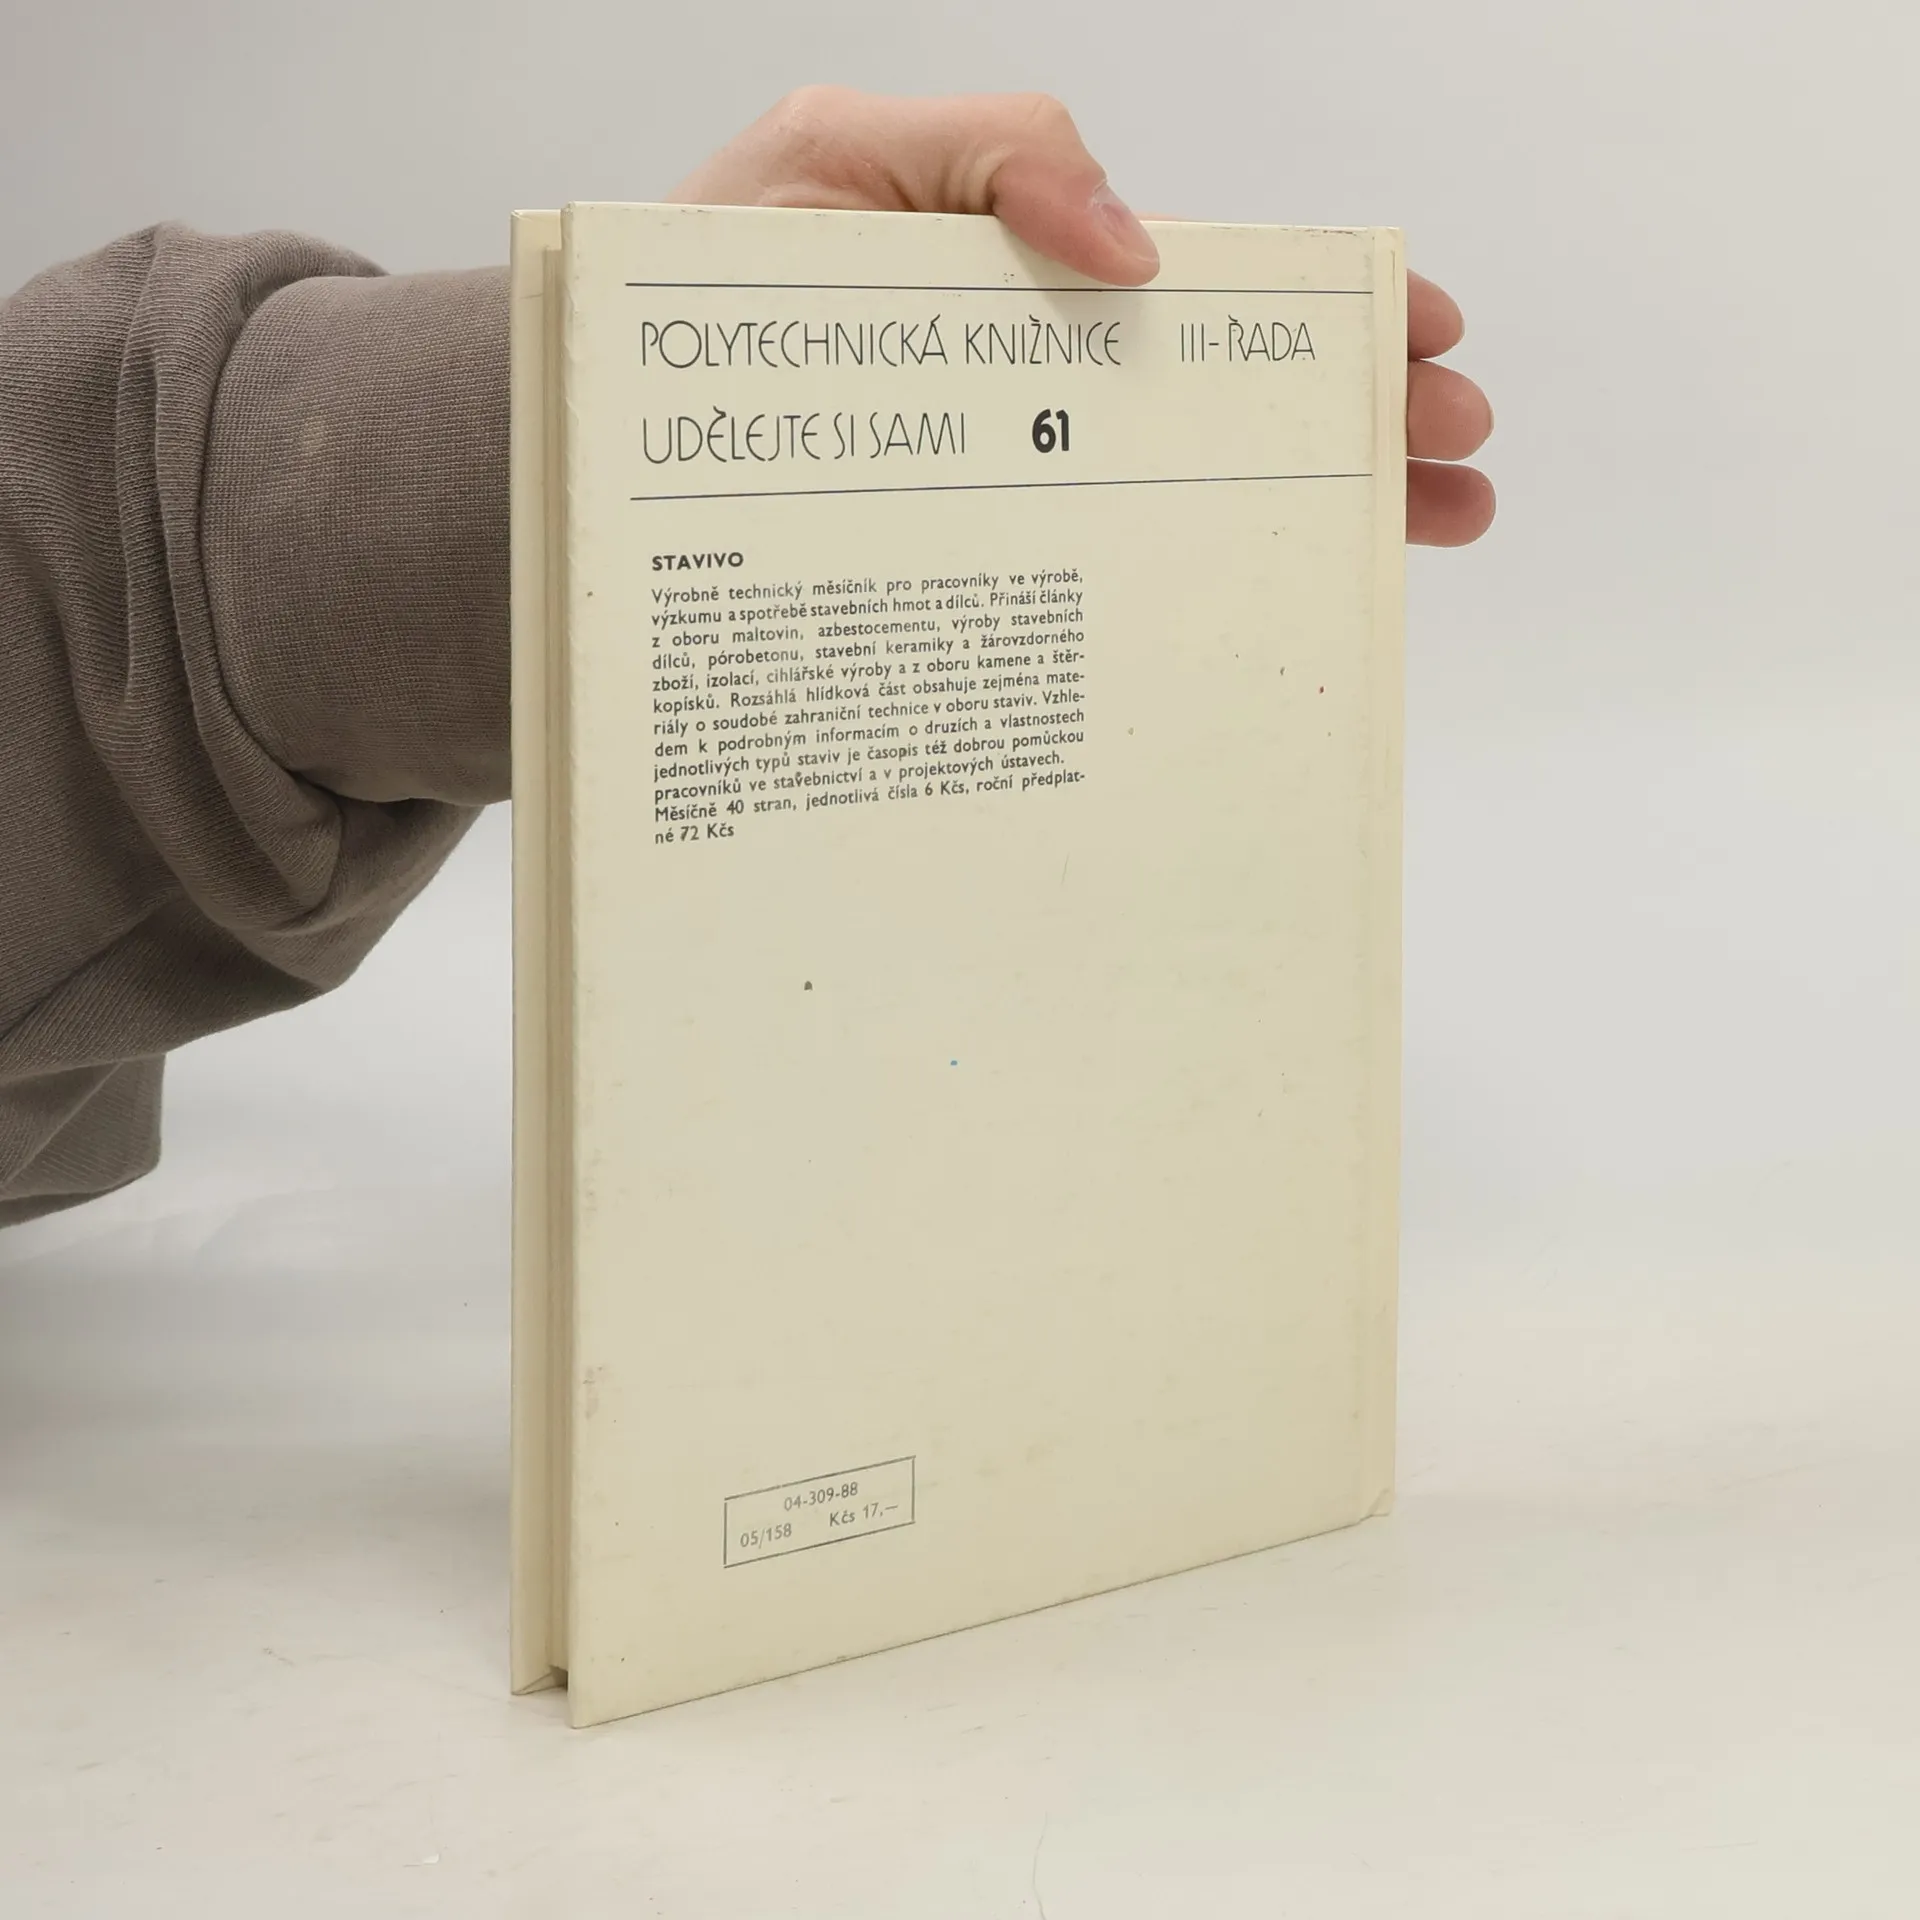 POLYTECHNICKÁ KNIŽNICE III-ŘADA
UDĚLEJTE SI SAMI 61
STAVIVO
Výrobně technický měsíčník pro pracovníky ve výrobě,
výzkumu a spotřebě stavebních hmot a dílců. Přináší články
z oboru maltovin, azbestocementu, výroby stavebních
dílců, pórobetonu, stavební keramiky a žárovzdorného
zboží, izolací, cihlářské výroby a z oboru kamene a štěr-
kopísků. Rozsáhlá hlídková část obsahuje zejména mate-
riály o soudobé zahraniční technice v oboru staviv. Vzhle-
dem k podrobným informacím o druzích a vlastnostech
jednotlivých typů staviv je časopis též dobrou pomůckou
pracovníků ve stavebnictví a v projektových ústavech.
Měsíčně 40 stran, jednotlivá čísla 6 Kčs, roční předplat-
né 72 Kčs
04-309-88
05/158 Kčs 17,—